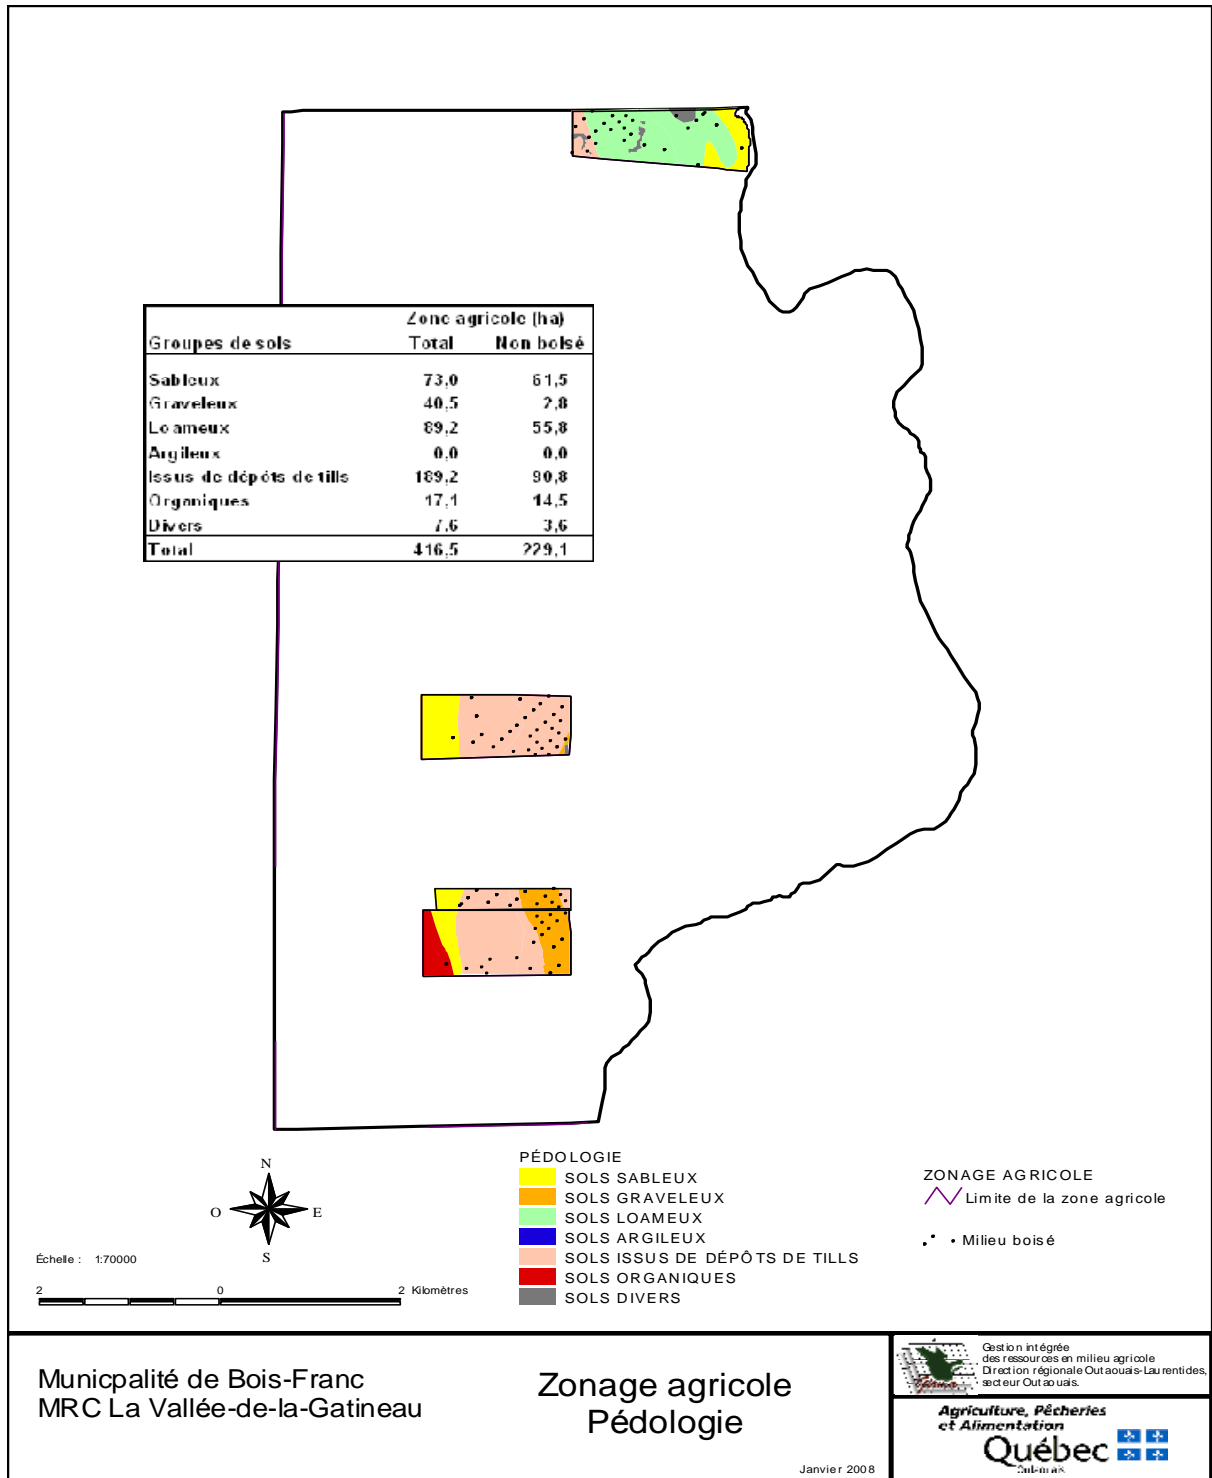 Zone agricole (ha)
Groupes de sols Total Non boisé
Sableux 73,0 61,5
Graveleux 40,5 2,8
Loameux 89,2 55,8
Argileux 0,0 0,0
Issus de dépôts de tills 189,2 90,8
Organiques 17,1 14,5
Divers 7,6 3,6
Total 416,5 229,1
N
O E
S
Échelle : 1:70000
2 0 2 Kilomètres
PÉDOLOGIE
SOLS SABLEUX
SOLS GRAVELEUX
SOLS LOAMEUX
SOLS ARGILEUX
SOLS ISSUS DE DÉPÔTS DE TILLS
SOLS ORGANIQUES
SOLS DIVERS
ZONAGE AGRICOLE
Limite de la zone agricole
Milieu boisé
Municpalité de Bois-Franc
MRC La Vallée-de-la-Gatineau
Zonage agricole
Pédologie
Janvier 2008
Gestion intégrée
des ressources en milieu agricole
Direction régionale Outaouais-Laurentides,
secteur Outaouais.
Agriculture, Pêcheries
et Alimentation
Québec
Outaouais